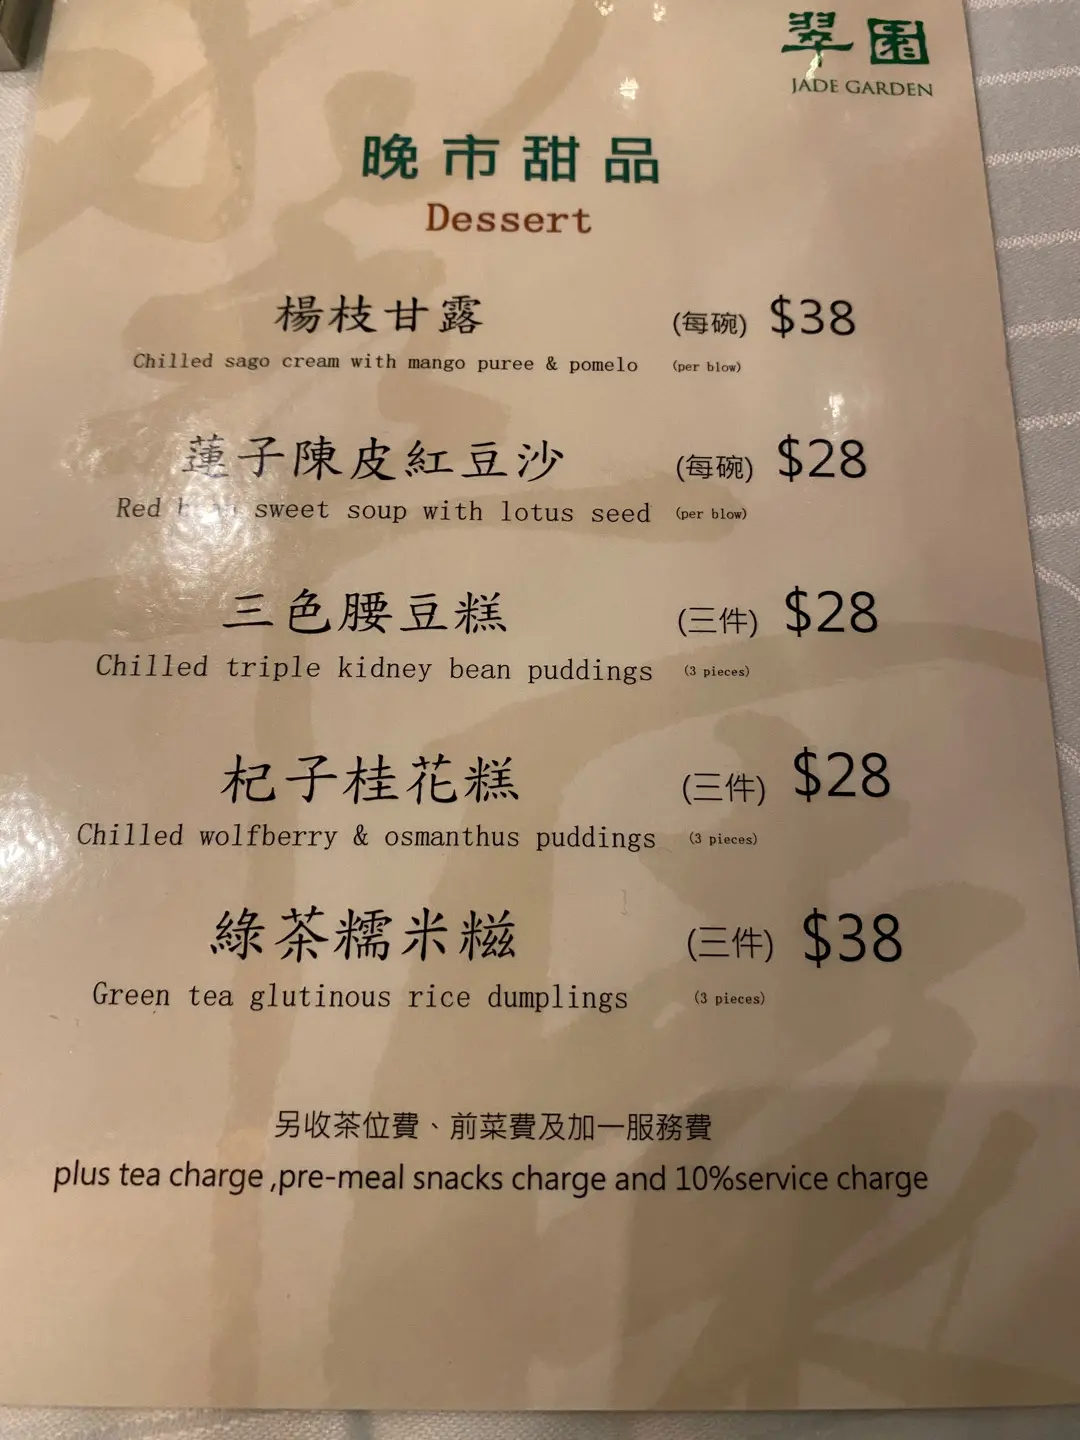 翠園
JADE GARDEN
晚市甜品
Dessert
楊枝甘露 (每碗) $38
Chilled sago cream with mango puree & pomelo (per blow)
蓮子陳皮紅豆沙 (每碗) $28
Red sweet soup with lotus seed (per blow)
三色腰豆糕 (三件) $28
Chilled triple kidney bean puddings (3 pieces)
杞子桂花糕 (三件) $28
Chilled wolfberry & osmanthus puddings (3 pieces)
綠茶糯米糍 (三件) $38
Green tea glutinous rice dumplings (3 pieces)
另收茶位費、前菜費及加一服務費
plus tea charge ,pre-meal snacks charge and 10%service charge